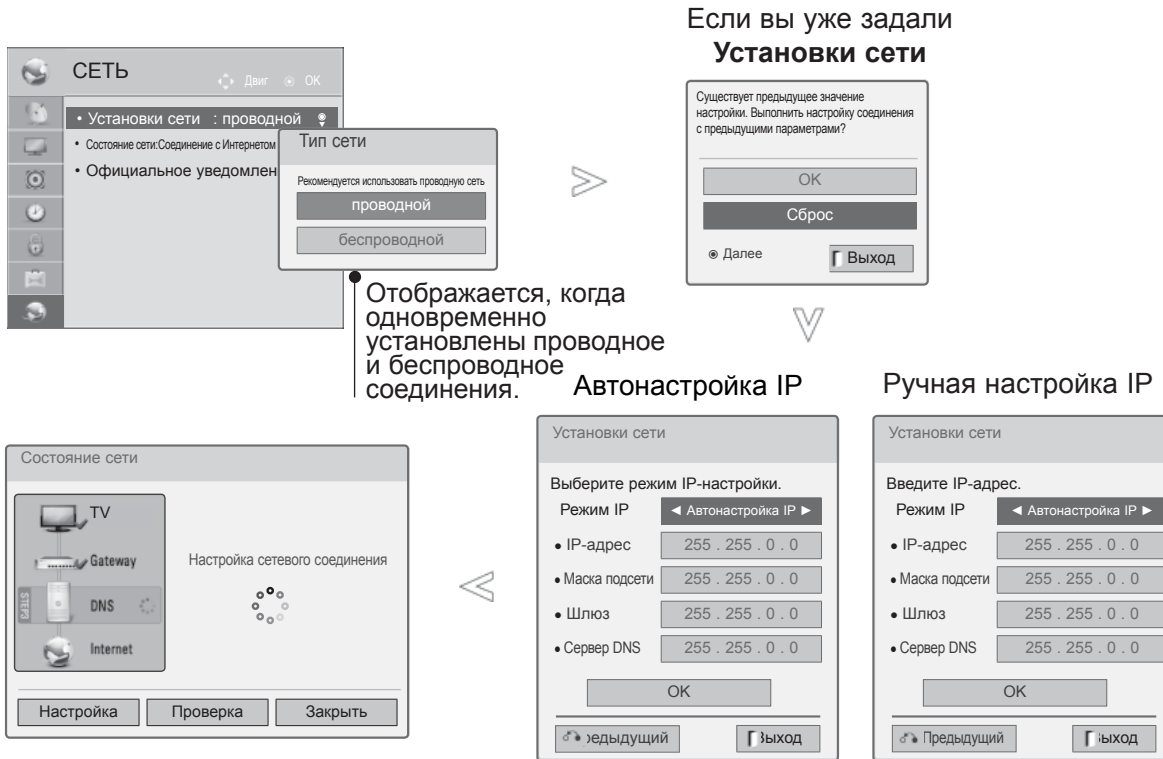 Если вы уже задали
Установки сети
СЕТЬ
Двиг
OK
• Установки сети : проводной
• Состояние сети:Соединение с Интернетом
• Официальное
Тип сети
Рекомендуется использовать проводную сеть
проводной
беспроводной
Отображается, когда
одновременно
установлены проводное
и беспроводное
соединения.
Существует предыдущее значение
настройки. Выполнить настройку соединения
с предыдущими параметрами?
OK
Сброс
Далее
Выход
Автонастройка IP
Установки сети
Выберите режим IP-настройки.
Режим IP ◄ Автонастройка IP ►
• IP-адрес 255 . 255 . 0 . 0
• Маска подсети 255 . 255 . 0 . 0
• Шлюз 255 . 255 . 0 . 0
• Сервер DNS 255 . 255 . 0 . 0
OK
Ручная настройка IP
Установки сети
Введите IP-адрес.
Режим IP ◄ Автонастройка IP ►
• IP-адрес 255 . 255 . 0 . 0
• Маска подсети 255 . 255 . 0 . 0
• Шлюз 255 . 255 . 0 . 0
• Сервер DNS 255 . 255 . 0 . 0
OK
Предыдущий
Состояние сети
TV
Gateway
STEP3
DNS
Internet
Настройка сетевого соединения
Настройка
Проверка
Закрыть